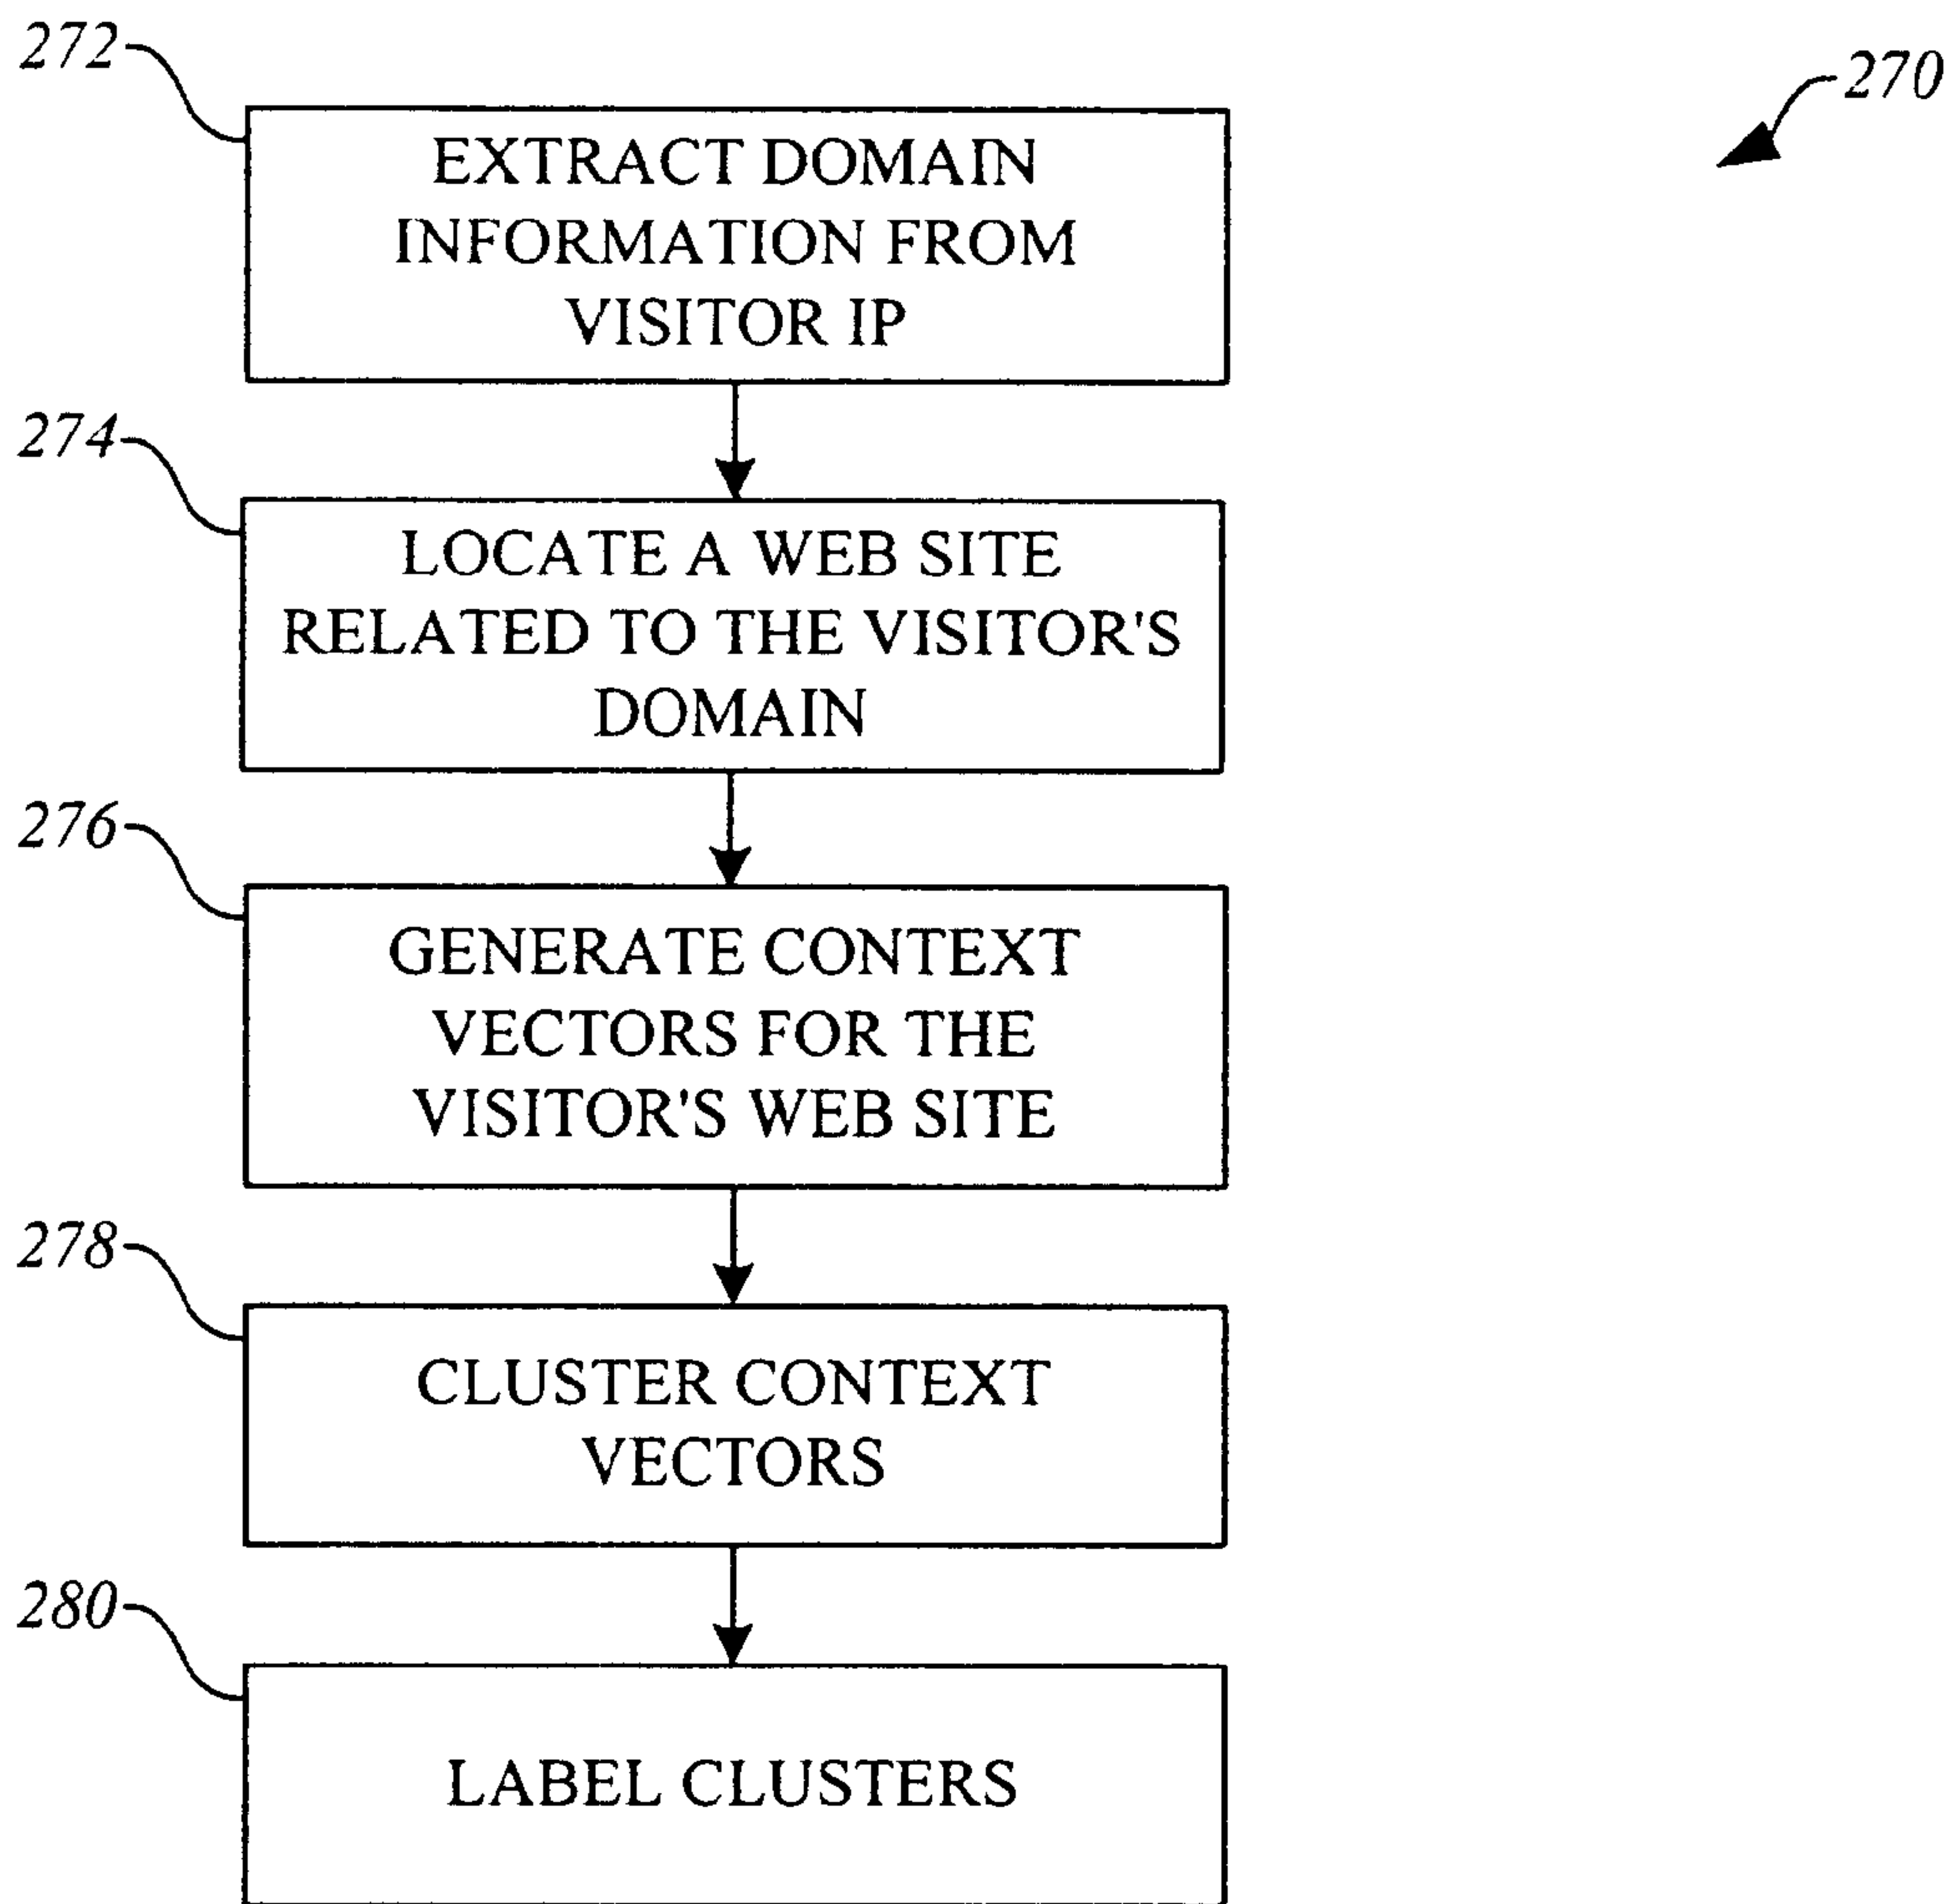 272
270
EXTRACT DOMAIN
INFORMATION FROM
VISITOR IP
274
LOCATE A WEB SITE
RELATED TO THE VISITOR'S
DOMAIN
276
GENERATE CONTEXT
VECTORS FOR THE
VISITOR'S WEB SITE
278
CLUSTER CONTEXT
VECTORS
280
LABEL CLUSTERS